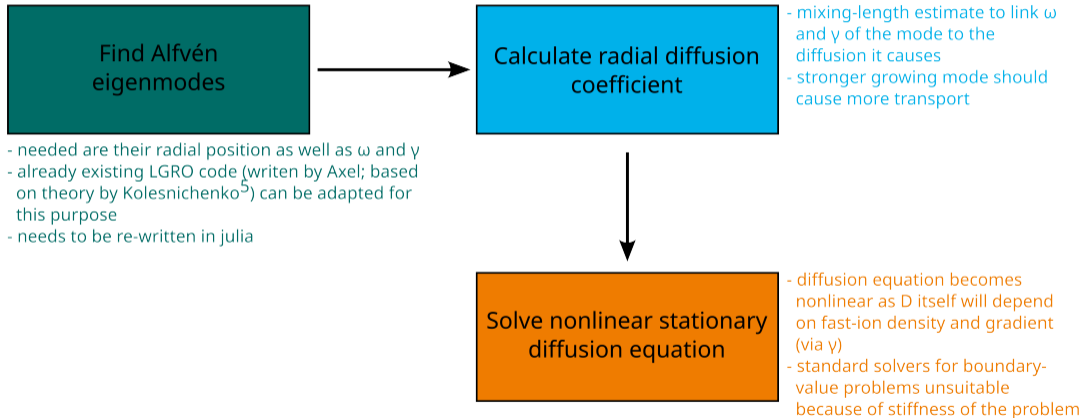 Find Alfvén
eigenmodes
- needed are their radial position as well as ω and γ
- already existing LGRO code (writen by Axel; based
on theory by Kolesnichenko⁵) can be adapted for
this purpose
- needs to be re-written in julia
Calculate radial diffusion
coefficient
- mixing-length estimate to link ω
and γ of the mode to the
diffusion it causes
- stronger growing mode should
cause more transport
Solve nonlinear stationary
diffusion equation
- diffusion equation becomes
nonlinear as D itself will depend
on fast-ion density and gradient
(via γ)
- standard solvers for boundary-
value problems unsuitable
because of stiffness of the problem